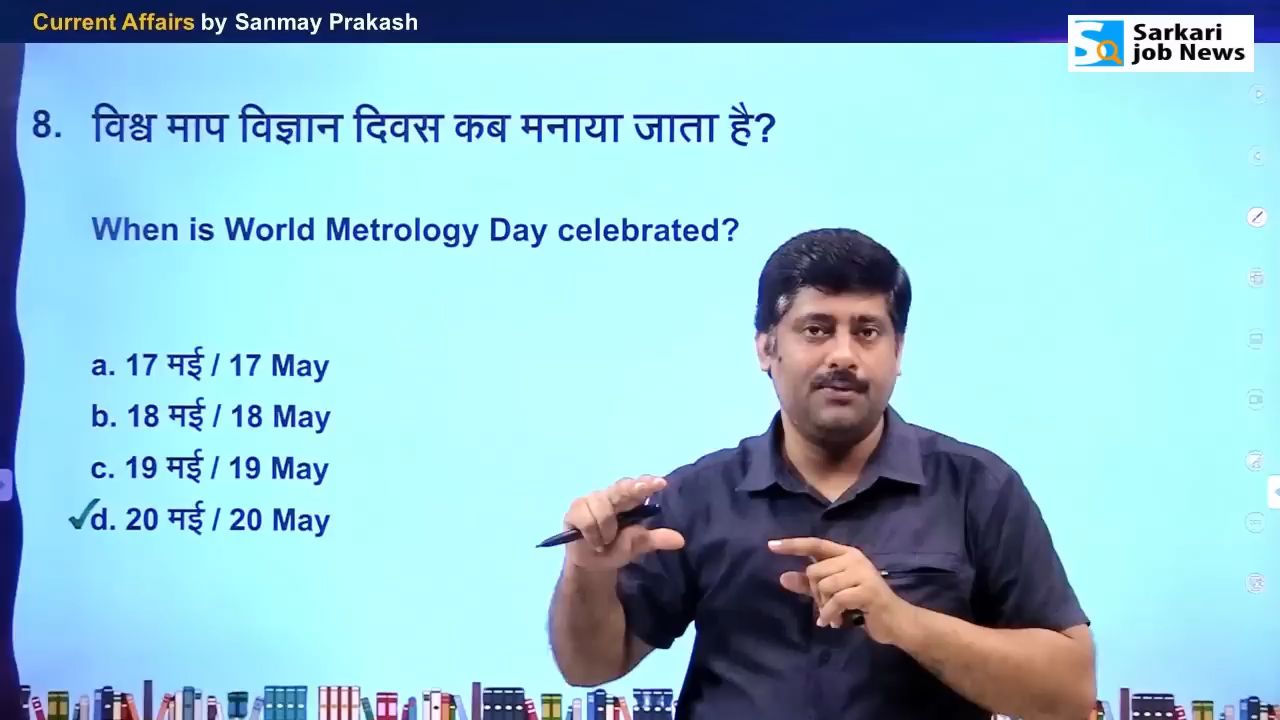 Current Affairs by Sanmay Prakash
Sarkari
Job News
8. विश्व माप विज्ञान दिवस कब मनाया जाता है?
When is World Metrology Day celebrated?
a. 17 मई / 17 May
b. 18 मई / 18 May
c. 19 मई / 19 May
d. 20 मई / 20 May